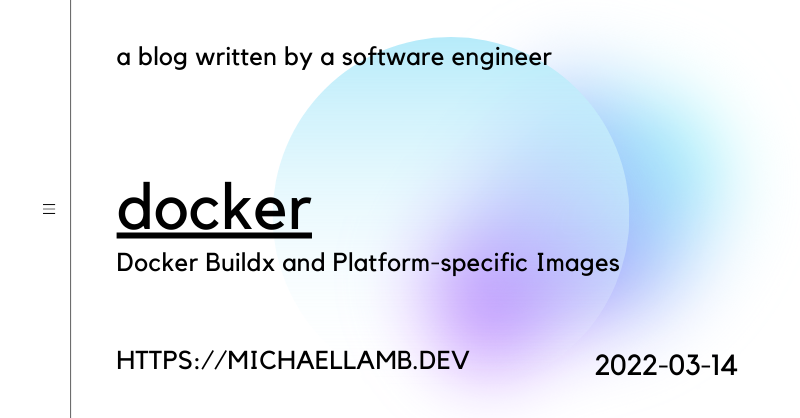 a blog written by a software engineer
docker
Docker Buildx and Platform-specific Images
HTTPS://MICHAELLAMB.DEV
2022-03-14